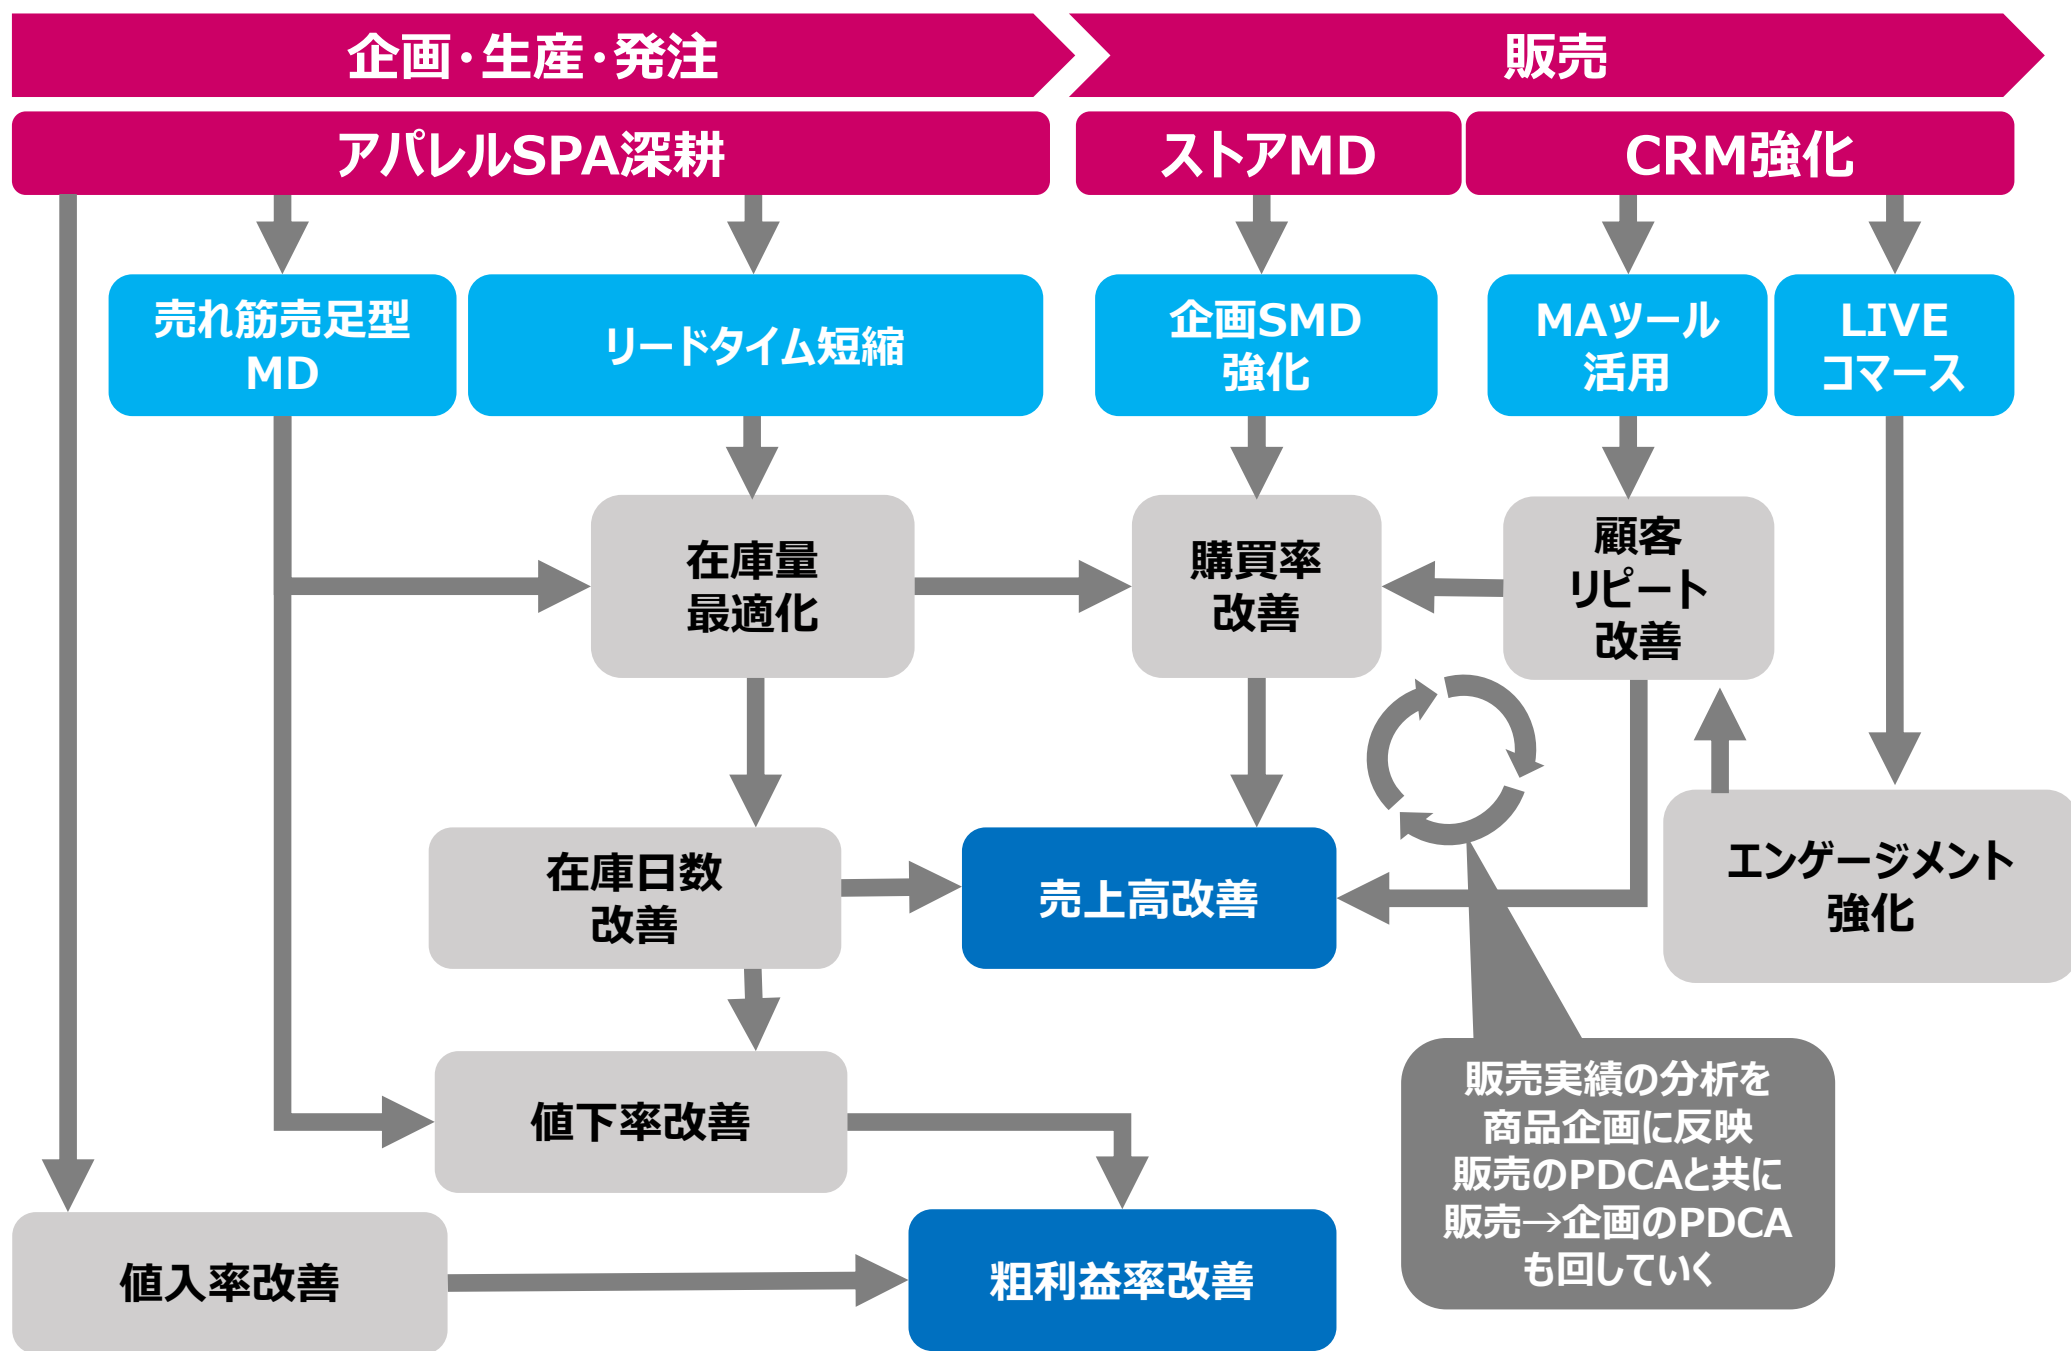 企画・生産・発注
販売
アパレルSPA深耕
ストアMD
CRM強化
売れ筋売足型
MD
リードタイム短縮
企画SMD
強化
MAツール
活用
LIVE
コマース
在庫量
最適化
購買率
改善
顧客
リピート
改善
在庫日数
改善
売上高改善
エンゲージメント
強化
値下率改善
販売実績の分析を
商品企画に反映
販売のPDCAと共に
販売→企画のPDCA
も回していく
値入率改善
粗利益率改善